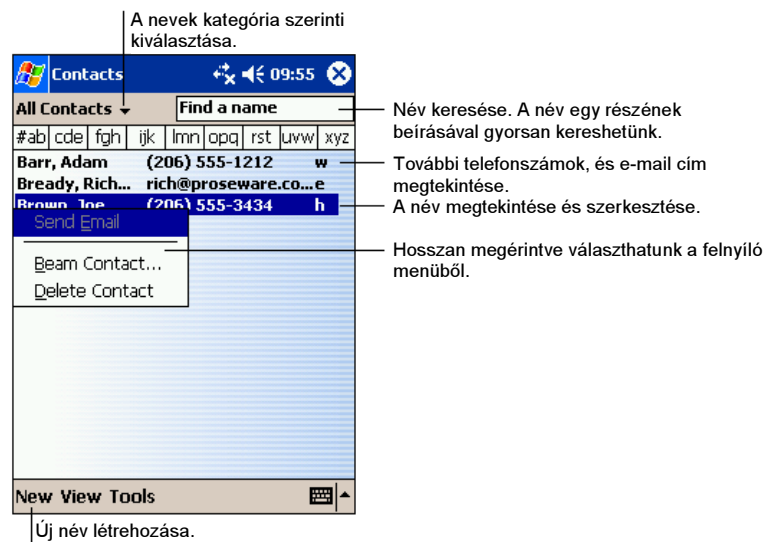 A nevek kategória szerinti
kiválasztása.
Contacts 09:55
All Contacts Find a name
#ab cde fgh ijk lmn opq rst uvw xyz
Barr, Adam (206) 555-1212 w
Bready, Rich... rich@proseware.co...e
Brown, Joe (206) 555-3434 h
Send Email
Beam Contact...
Delete Contact
Név keresése. A név egy részének
beírásával gyorsan kereshetünk.
További telefonszámok, és e-mail cím
megtekintése.
A név megtekintése és szerkesztése.
Hosszan megérintve választhatunk a felnyíló
menüből.
New View Tools
Új név létrehozása.